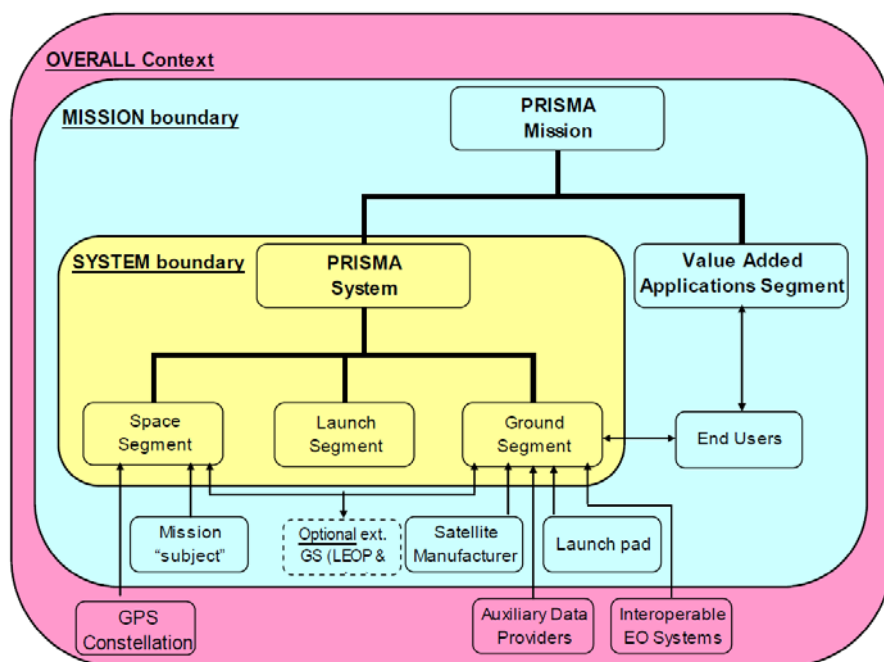 OVERALL Context
MISSION boundary
PRISMA
Mission
SYSTEM boundary
PRISMA
System
Value Added
Applications Segment
Space
Segment
Launch
Segment
Ground
Segment
End Users
Mission
“subject”
Optional ext.
GS (LEOP &
Satellite
Manufacturer
Launch pad
GPS
Constellation
Auxiliary Data
Providers
Interoperable
EO Systems